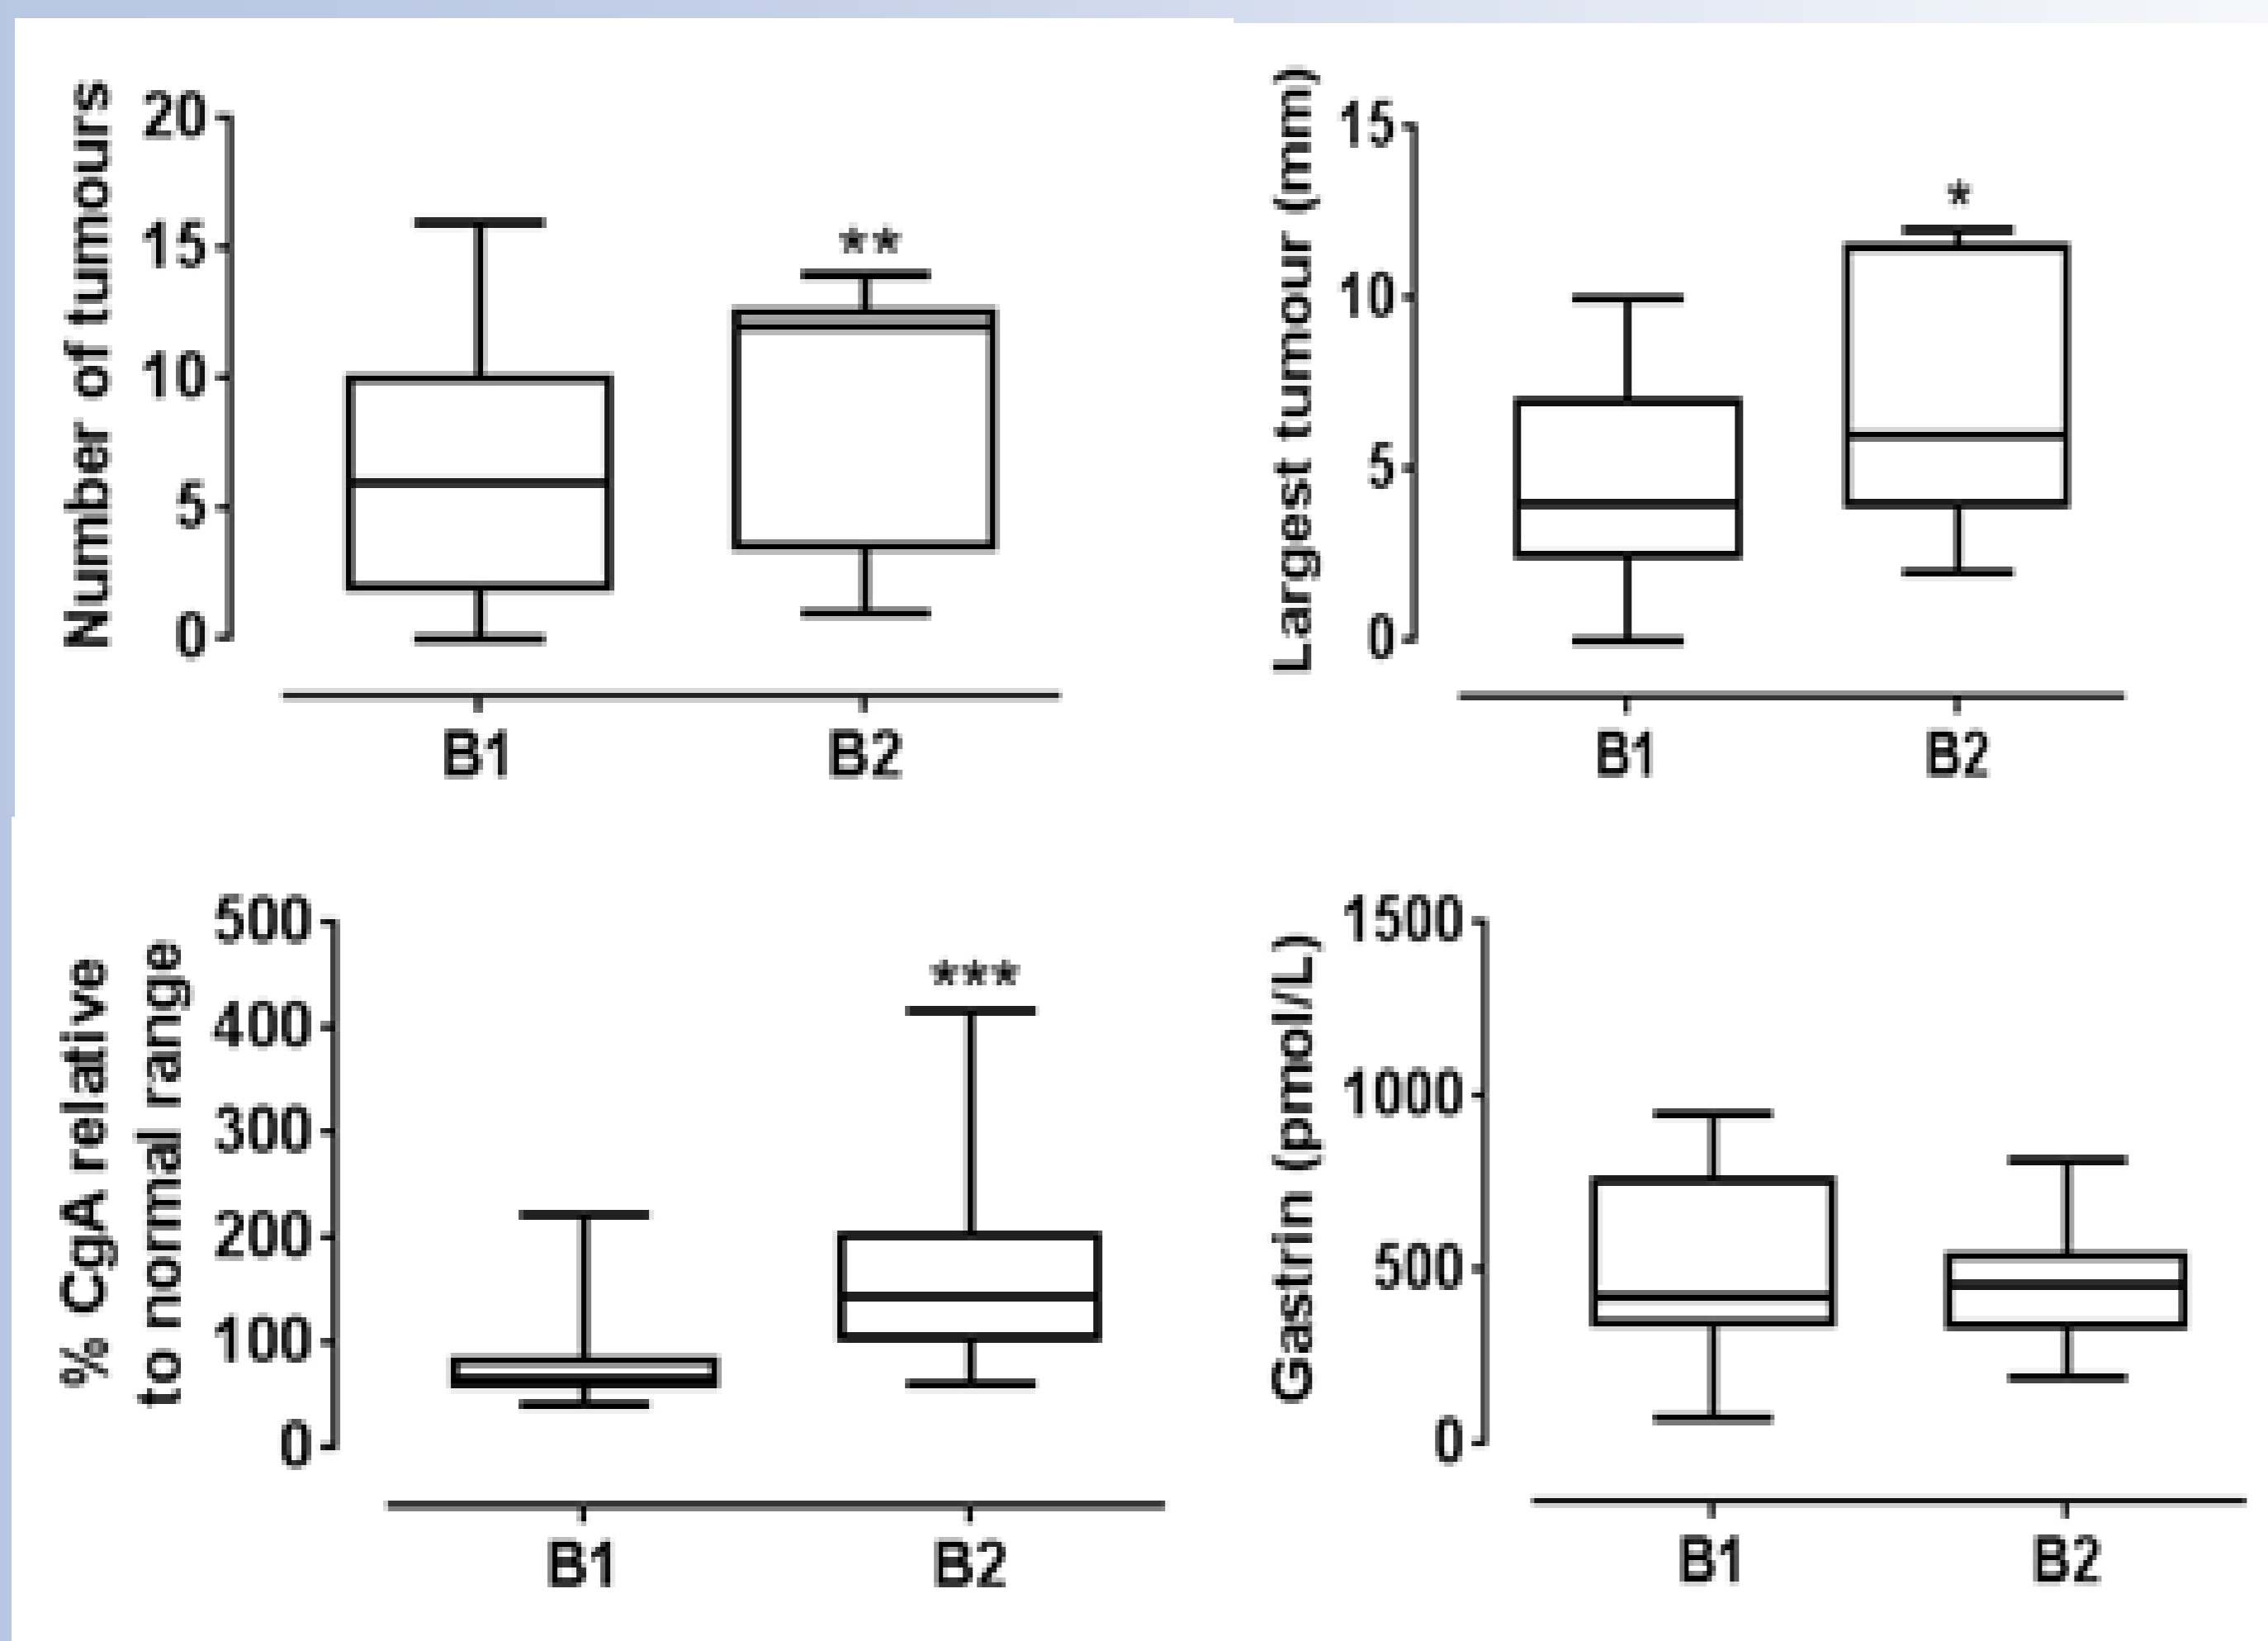 Number of tumours
20
15
10
5
0
**
B1 B2
Largest tumour (mm)
15
10
5
0
*
B1 B2
% CgA relative
to normal range
500
400
300
200
100
0
***
B1 B2
Gastrin (pmol/L)
1500
1000
500
0
B1 B2